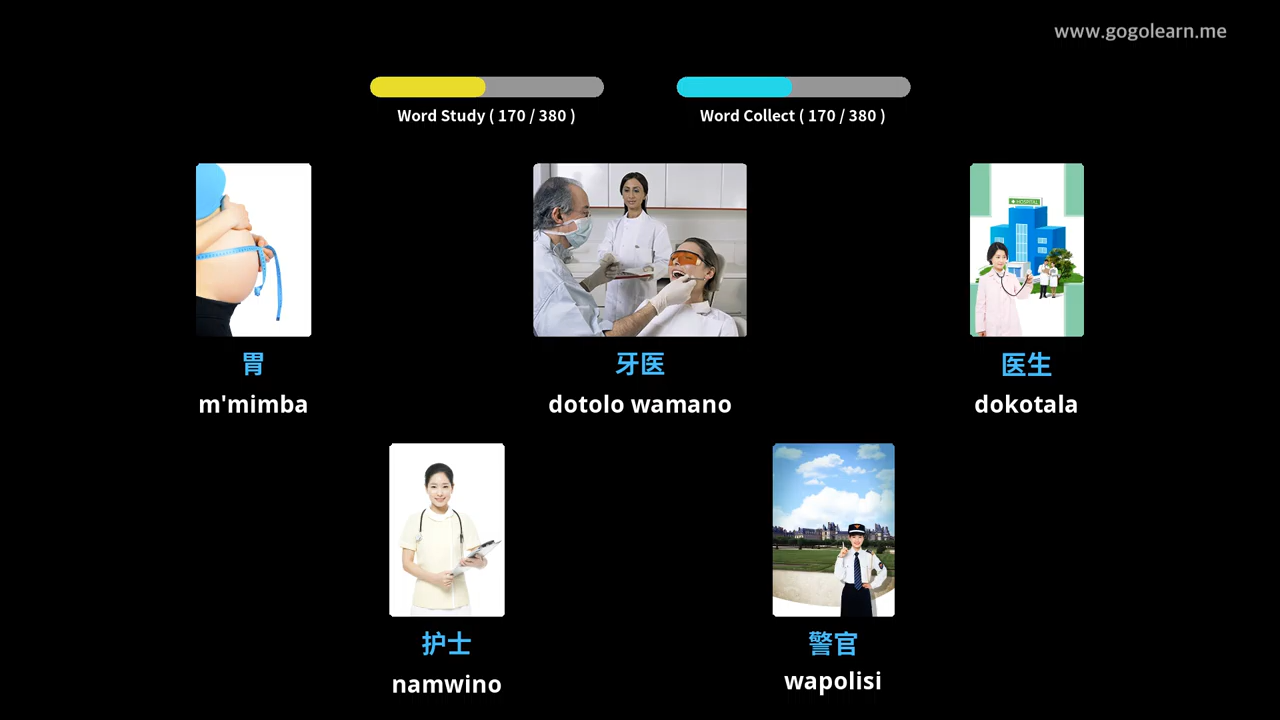 www.gogolearn.me
Word Study ( 170 / 380 )
Word Collect ( 170 / 380 )
HOSPITAL
胃
m'mimba
牙医
dotolo wamano
医生
dokotala
护士
namwino
警官
wapolisi